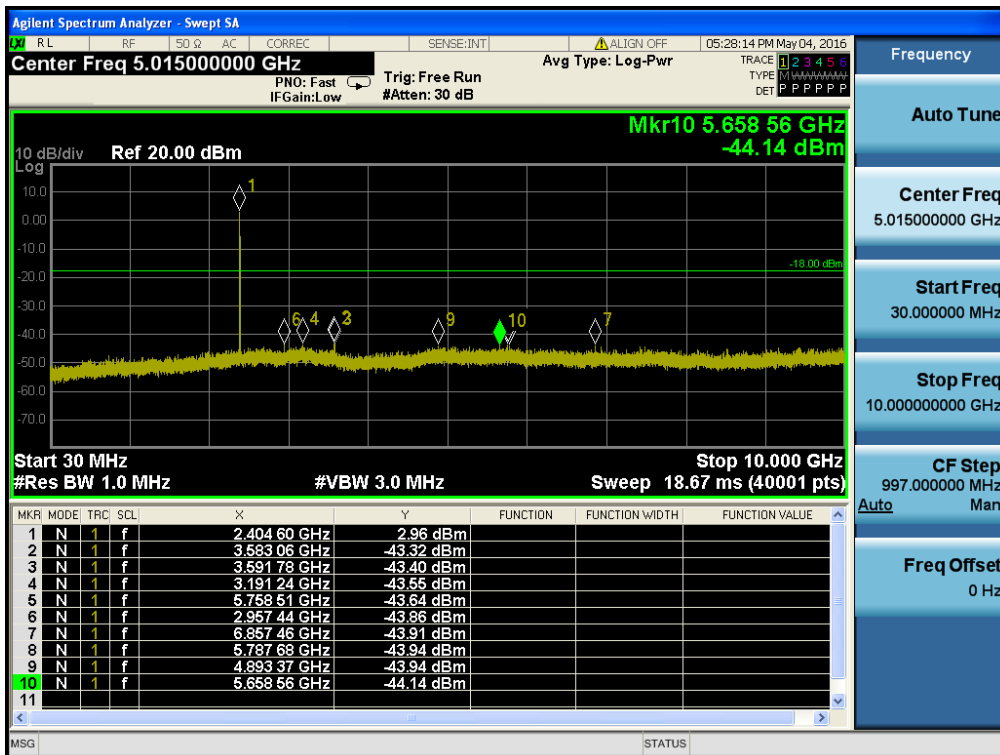 Agilent Spectrum Analyzer - Swept SA
LXI RL RF 50 Ω AC CORREC SENSE:INT ALIGN OFF 05:28:14 PM May 04, 2016
Center Freq 5.015000000 GHz
PNO: Fast
IFGain:Low
Trig: Free Run
#Atten: 30 dB
Avg Type: Log-Pwr
TRACE 1 2 3 4 5 6
TYPE M W W W W W
DET P P P P P P
Mkr10 5.658 56 GHz
-44.14 dBm
10 dB/div Ref 20.00 dBm
Log
10.0
0.00
-10.0
-20.0
-30.0
-40.0
-50.0
-60.0
-70.0
1
-18.00 dBm
6 4 3 9 10 7
Start 30 MHz Stop 10.000 GHz
#Res BW 1.0 MHz #VBW 3.0 MHz Sweep 18.67 ms (40001 pts)
MKR MODE TRC SCL X Y FUNCTION FUNCTION WIDTH FUNCTION VALUE
1 N 1 f 2.404 60 GHz 2.96 dBm
2 N 1 f 3.583 06 GHz -43.32 dBm
3 N 1 f 3.591 78 GHz -43.40 dBm
4 N 1 f 3.191 24 GHz -43.55 dBm
5 N 1 f 5.758 51 GHz -43.64 dBm
6 N 1 f 2.957 44 GHz -43.86 dBm
7 N 1 f 6.857 46 GHz -43.91 dBm
8 N 1 f 5.787 68 GHz -43.94 dBm
9 N 1 f 4.893 37 GHz -43.94 dBm
10 N 1 f 5.658 56 GHz -44.14 dBm
11
MSG STATUS
Frequency
Auto Tune
Center Freq
5.015000000 GHz
Start Freq
30.000000 MHz
Stop Freq
10.000000000 GHz
CF Step
997.000000 MHz
Auto Man
Freq Offset
0 Hz